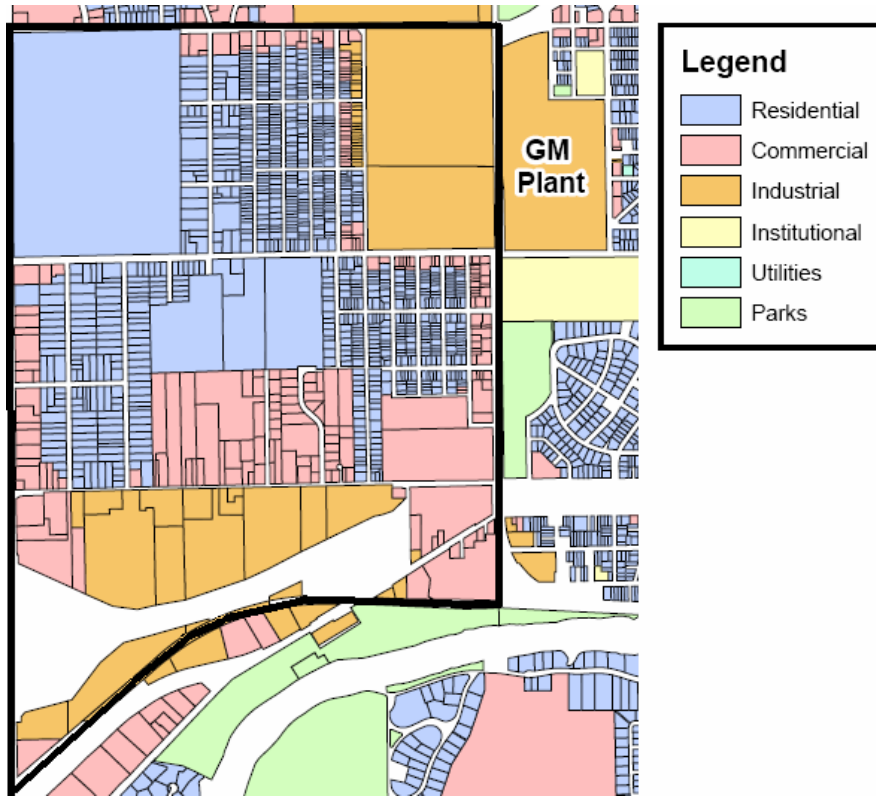 GM
Plant
Legend
Residential
Commercial
Industrial
Institutional
Utilities
Parks